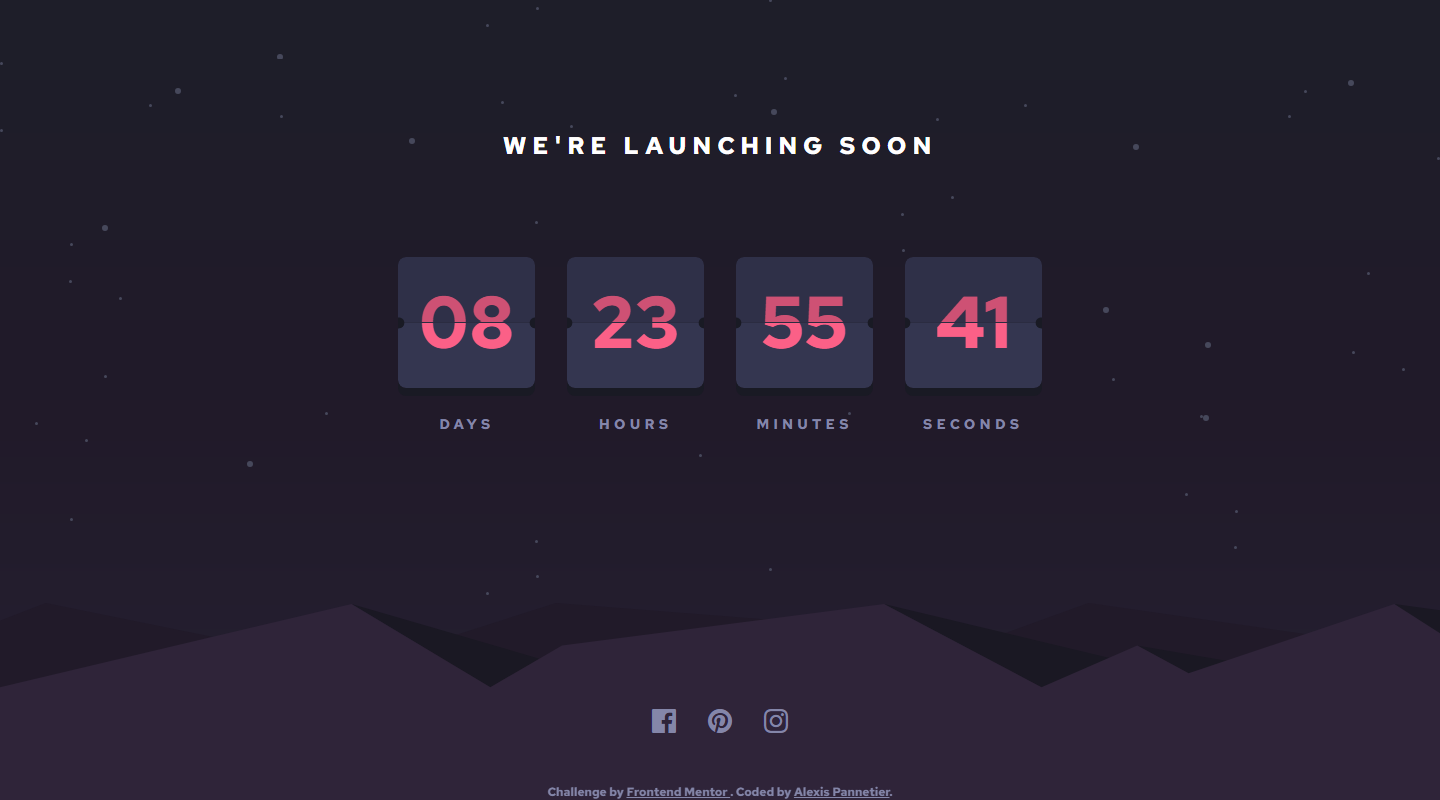 WE'RE LAUNCHING SOON
08 23 55 41
DAYS HOURS MINUTES SECONDS
Challenge by Frontend Mentor . Coded by Alexis Pannetier.